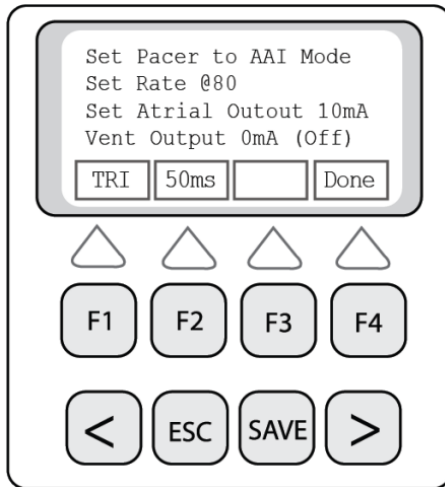 Set Pacer to AAI Mode
Set Rate @80
Set Atrial Outout 10mA
Vent Output 0mA (Off)
TRI 50ms Done
F1 F2 F3 F4
< ESC SAVE >